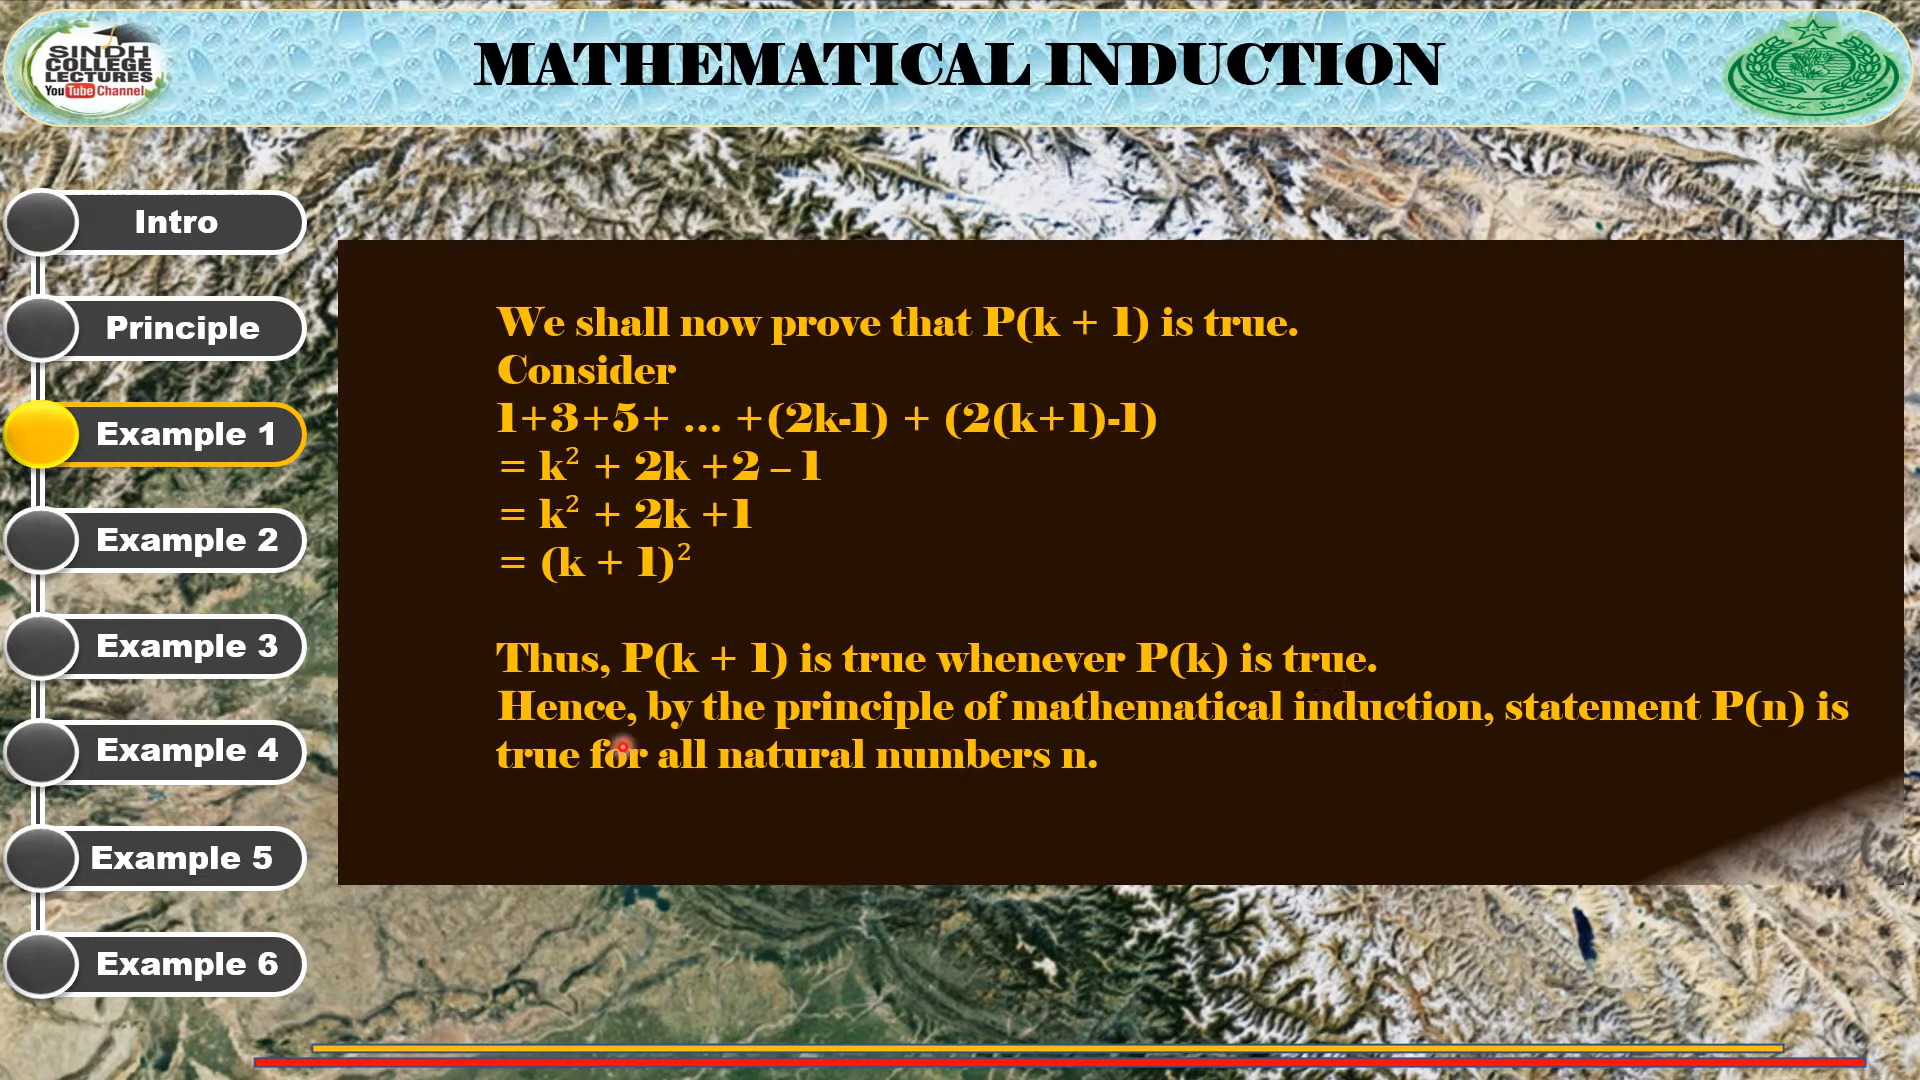 SINDH
COLLEGE
LECTURES
YouTube Channel
MATHEMATICAL INDUCTION
Intro
Principle
Example 1
Example 2
Example 3
Example 4
Example 5
Example 6
We shall now prove that P(k + 1) is true.
Consider
1+3+5+ … +(2k-1) + (2(k+1)-1)
= k² + 2k +2 – 1
= k² + 2k +1
= (k + 1)²
Thus, P(k + 1) is true whenever P(k) is true.
Hence, by the principle of mathematical induction, statement P(n) is
true for all natural numbers n.